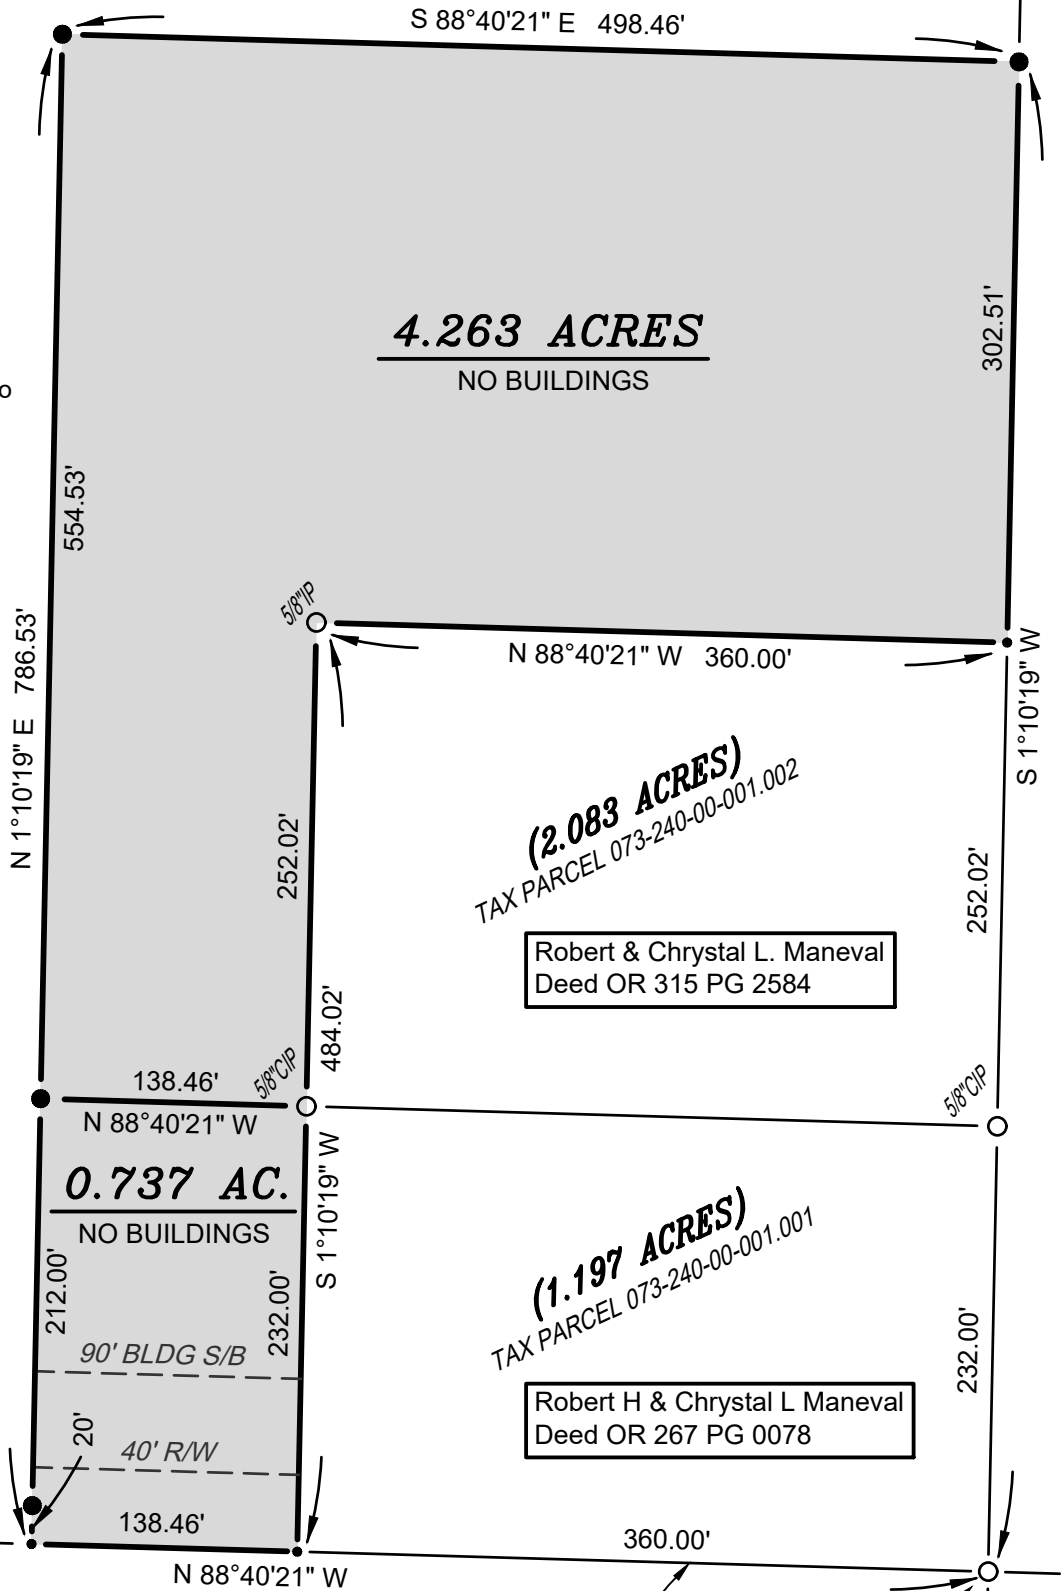 S 88°40'21" E 498.46'
302.51'
4.263 ACRES
NO BUILDINGS
o
554.53'
N 1°10'19" E 786.53'
5/8"IP
N 88°40'21" W 360.00'
S 1°10'19" W
(2.083 ACRES)
TAX PARCEL 073-240-00-001.002
252.02'
252.02'
Robert & Chrystal L. Maneval
Deed OR 315 PG 2584
484.02'
5/8"CIP
5/8"CIP
138.46'
N 88°40'21" W
S 1°10'19" W
0.737 AC.
NO BUILDINGS
(1.197 ACRES)
TAX PARCEL 073-240-00-001.001
212.00'
232.00'
232.00'
90' BLDG S/B
Robert H & Chrystal L Maneval
Deed OR 267 PG 0078
20'
40' R/W
138.46'
360.00'
N 88°40'21" W